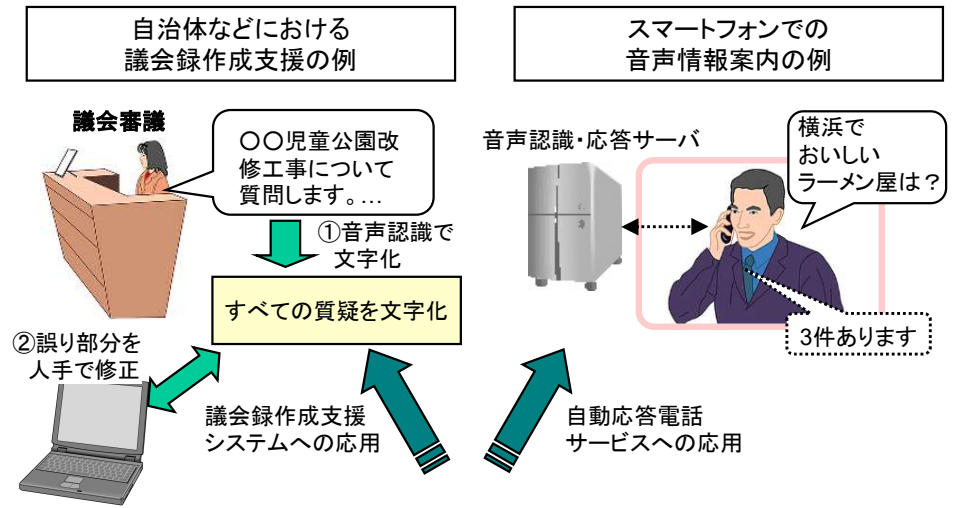 自治体などにおける
議会録作成支援の例
議会審議
〇〇児童公園改
修工事について
質問します。…
①音声認識で
文字化
すべての質疑を文字化
②誤り部分を
人手で修正
議会録作成支援
システムへの応用
スマートフォンでの
音声情報案内の例
音声認識・応答サーバ
横浜で
おいしい
ラーメン屋は?
3件あります
自動応答電話
サービスへの応用